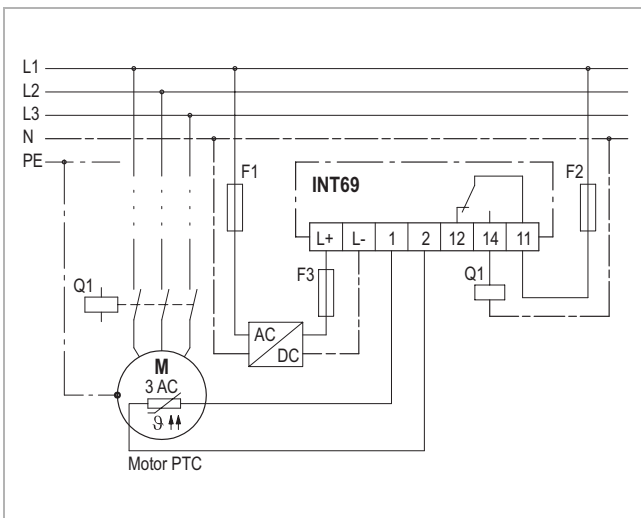 L1
L2
L3
N
PE
F1
INT69
F2
L+ L- 1 2 12 14 11
F3
Q1
Q1
AC
DC
M
3 AC
ϑ
Motor PTC